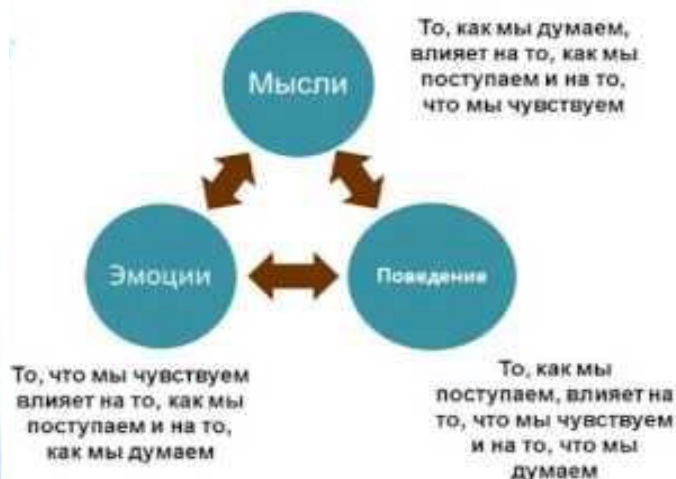 То, как мы думаем,
влияет на то, как мы
поступаем и на то,
что мы чувствуем
Мысли
Эмоции
Поведение
То, что мы чувствуем
влияет на то, как мы
поступаем и на то,
как мы думаем
То, как мы
поступаем, влияет на
то, что мы чувствуем
и на то, что мы
думаем